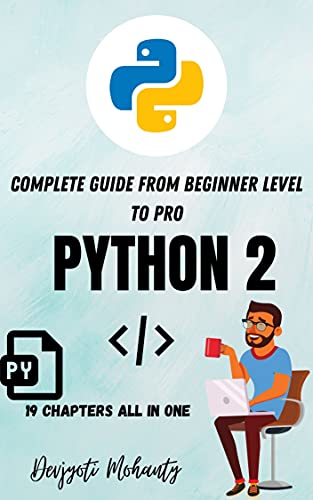 COMPLETE GUIDE FROM BEGINNER LEVEL
TO PRO
PYTHON 2
</>
PY
19 CHAPTERS ALL IN ONE
Devjyoti Mohanty